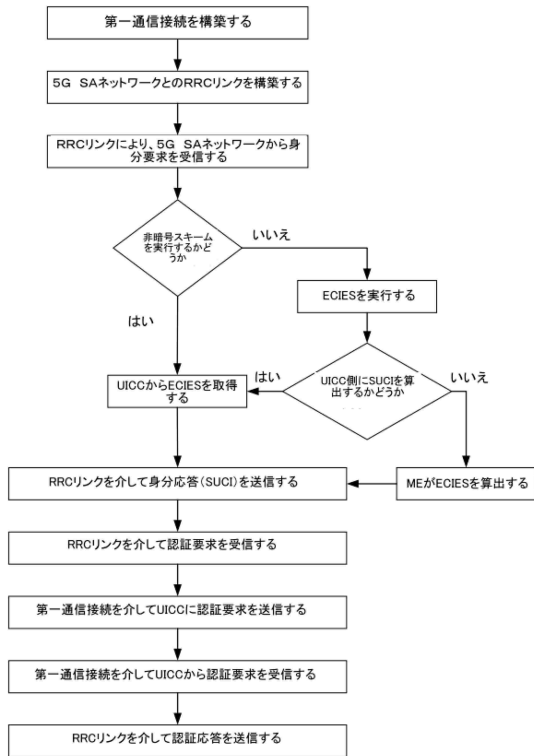 第一通信接続を構築する
5G SAネットワークとのRRCリンクを構築する
RRCリンクにより、5G SAネットワークから身
分要求を受信する
非暗号スキーム
を実行するかど
うか
いいえ
ECIESを実行する
はい
UICC側にSUCIを算
出するかどうか
はい
いいえ
UICCからECIESを取得
する
MEがECIESを算出する
RRCリンクを介して身分応答(SUCI)を送信する
RRCリンクを介して認証要求を受信する
第一通信接続を介してUICCに認証要求を送信する
第一通信接続を介してUICCから認証要求を受信する
RRCリンクを介して認証応答を送信する